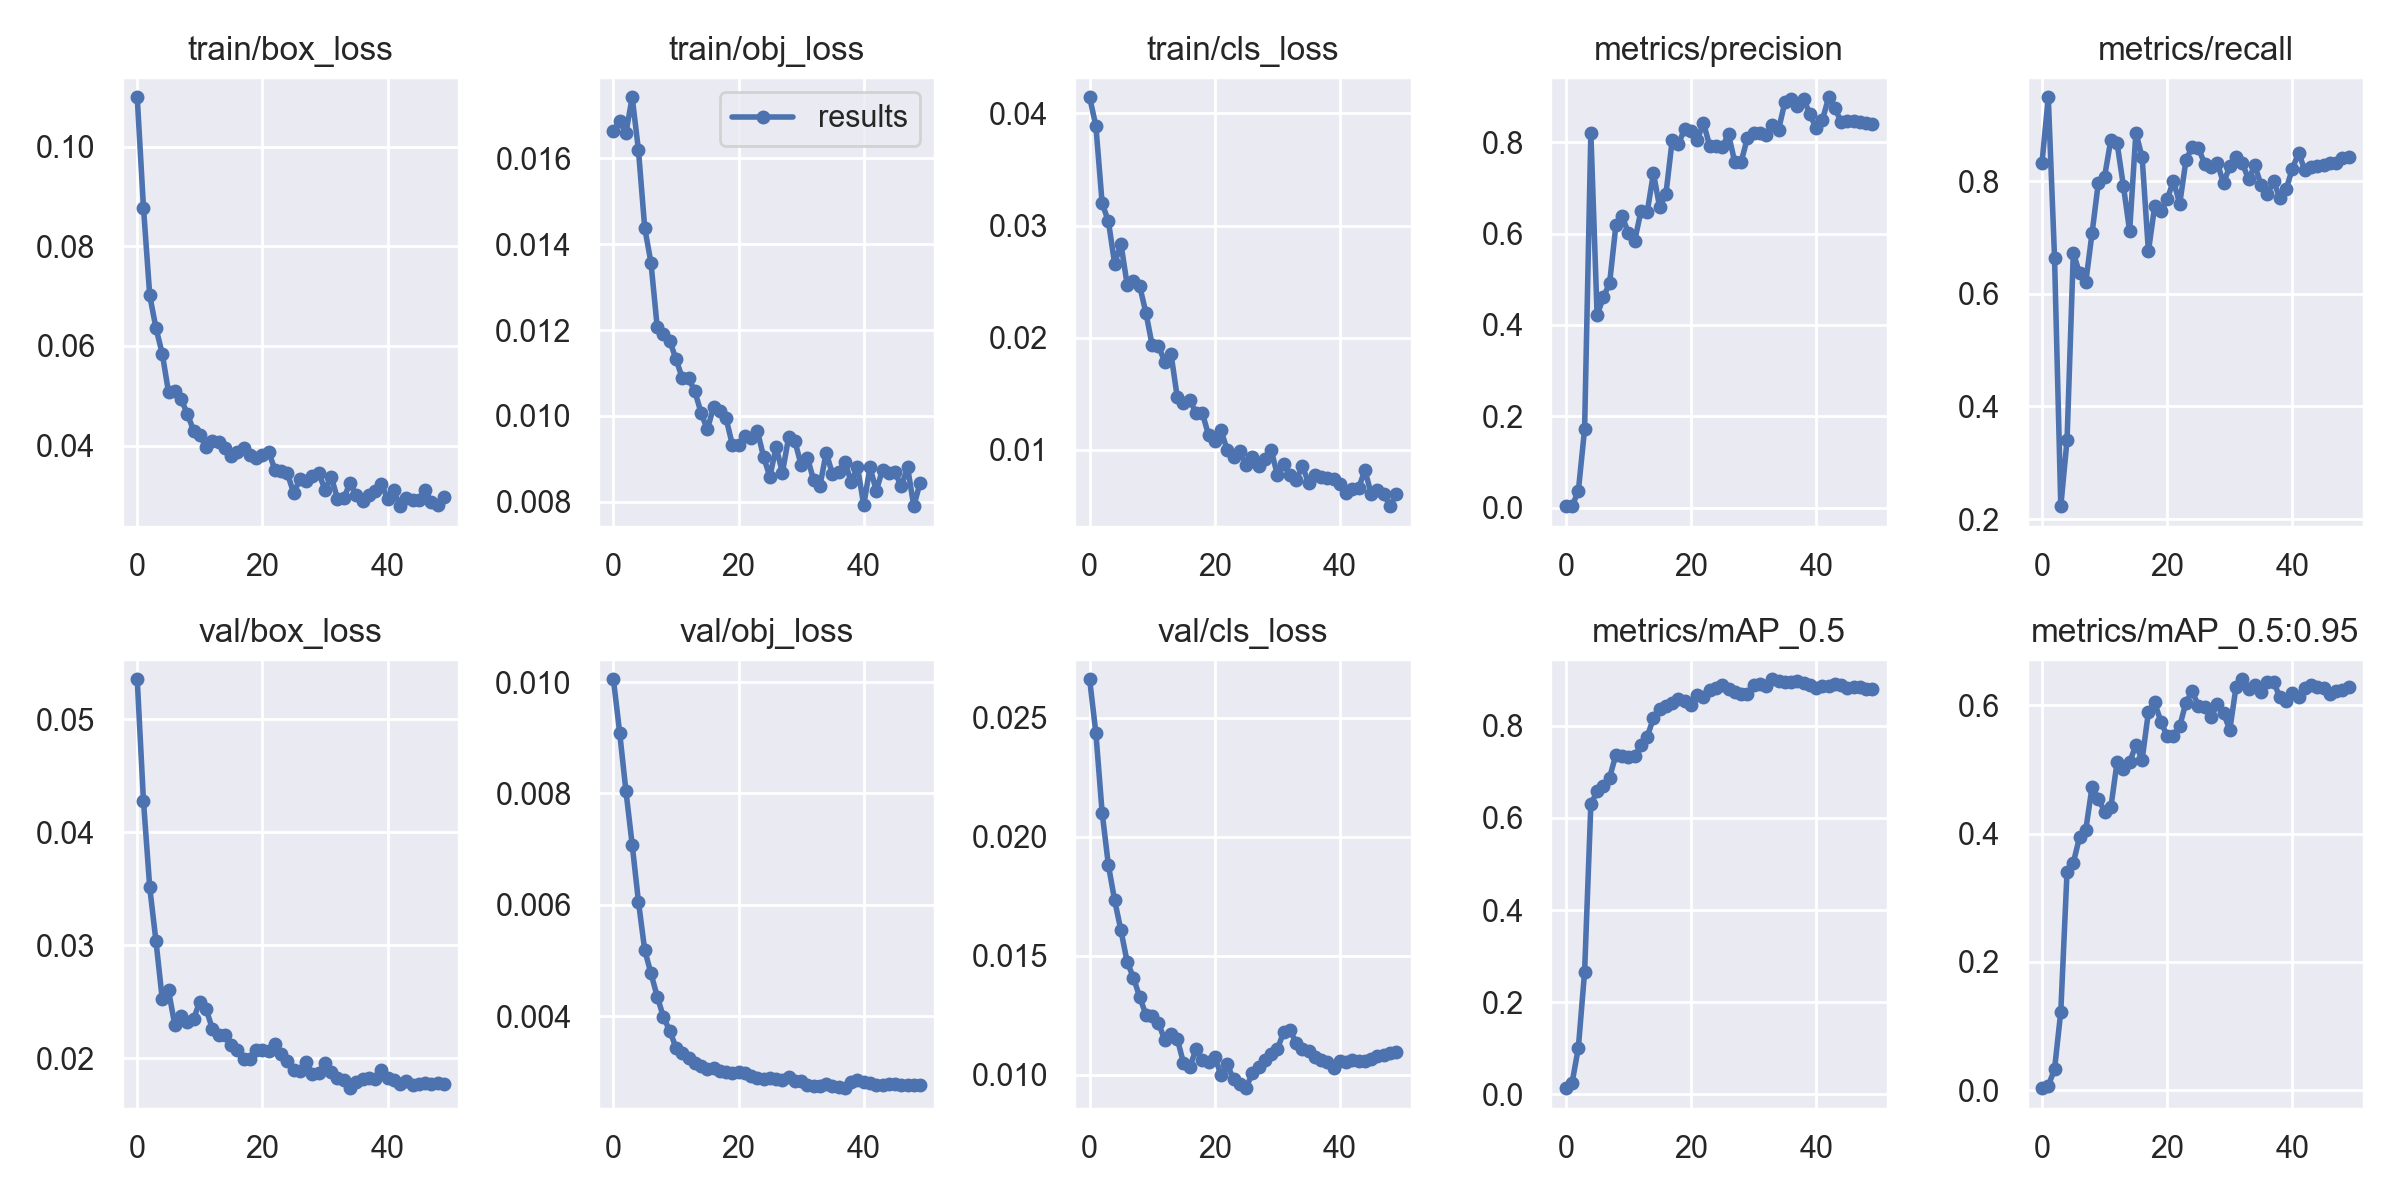 train/box_loss
0.10
0.08
0.06
0.04
0 20 40
train/obj_loss
results
0.016
0.014
0.012
0.010
0.008
0 20 40
train/cls_loss
0.04
0.03
0.02
0.01
0 20 40
metrics/precision
0.8
0.6
0.4
0.2
0.0
0 20 40
metrics/recall
0.8
0.6
0.4
0.2
0 20 40
val/box_loss
0.05
0.04
0.03
0.02
0 20 40
val/obj_loss
0.010
0.008
0.006
0.004
0 20 40
val/cls_loss
0.025
0.020
0.015
0.010
0 20 40
metrics/mAP_0.5
0.8
0.6
0.4
0.2
0.0
0 20 40
metrics/mAP_0.5:0.95
0.6
0.4
0.2
0.0
0 20 40